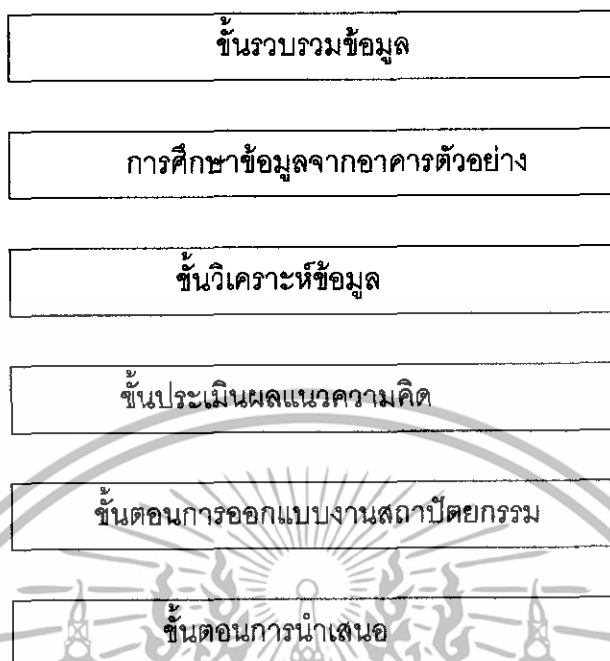 ขั้นรวบรวมข้อมูล
การศึกษาข้อมูลจากอาคารตัวอย่าง
ขั้นวิเคราะห์ข้อมูล
ขั้นประเมินผลแนวความคิด
ขั้นตอนการออกแบบงานสถาปัตยกรรม
ขั้นตอนการนำเสนอ